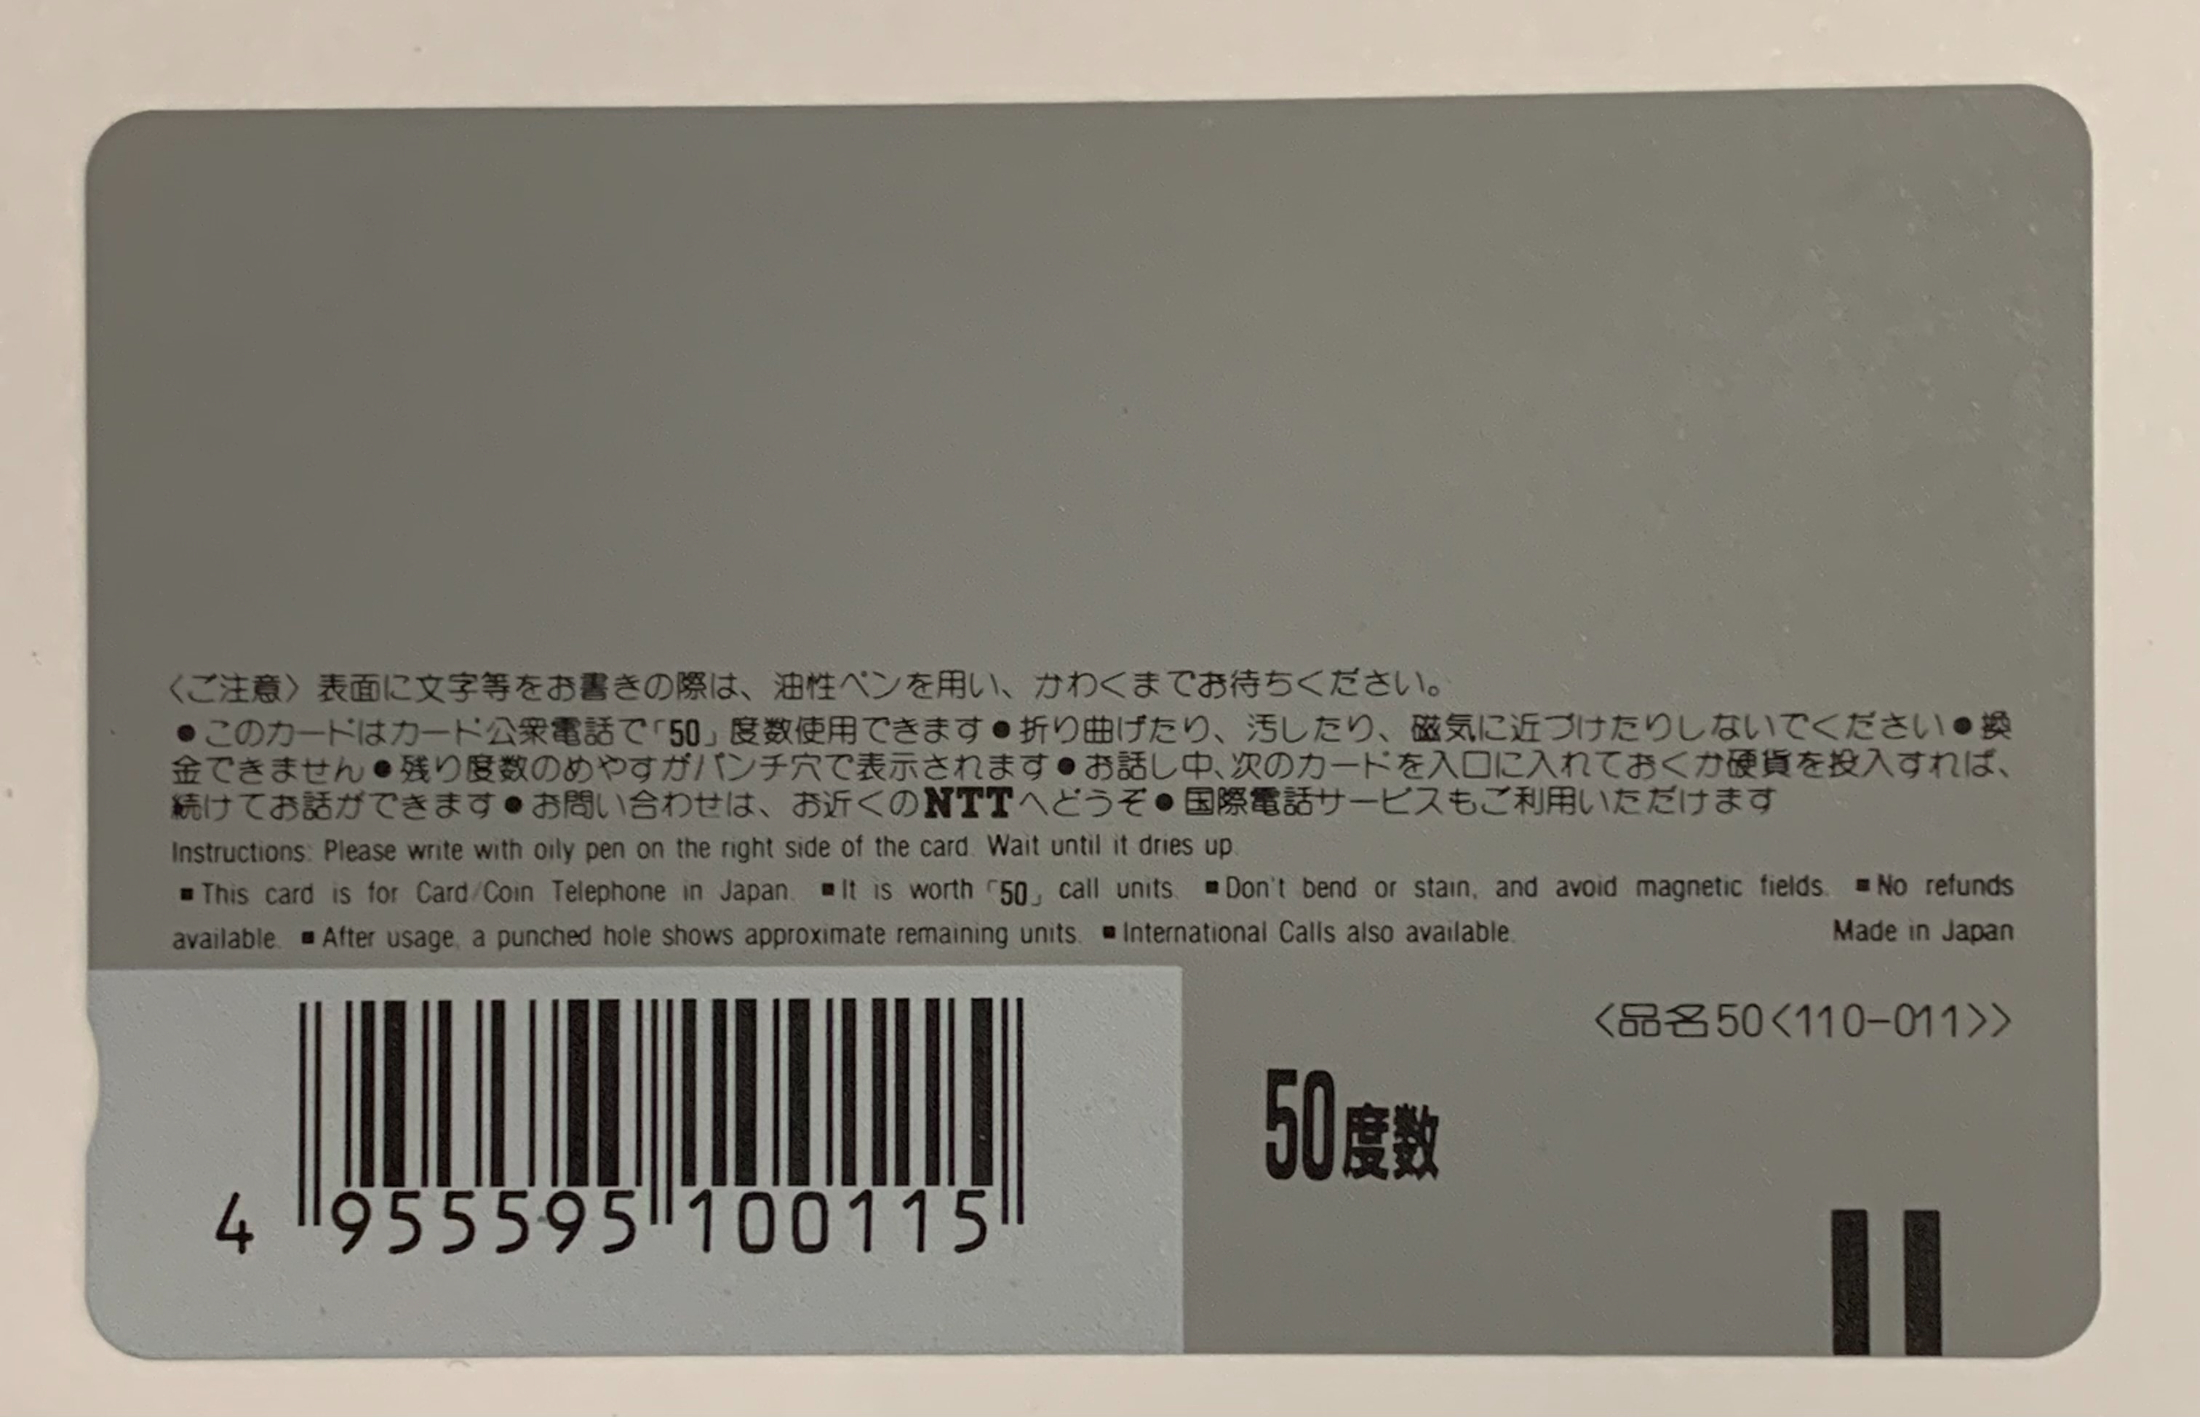 〈ご注意〉表面に文字等をお書きの際は、油性ペンを用い、かわくまでお待ちください。
●このカードはカード公衆電話で「50」度数使用できます●折り曲げたり、汚したり、磁気に近づけたりしないでください●換
金できません●残り度数のめやすがパンチ穴で表示されます●お話し中、次のカードを入口に入れておくか硬貨を投入すれば、
続けてお話ができます●お問い合わせは、お近くのNTTへどうぞ●国際電話サービスもご利用いただけます
Instructions: Please write with oily pen on the right side of the card. Wait until it dries up.
■This card is for Card/Coin Telephone in Japan. ■It is worth「50」call units. ■Don't bend or stain, and avoid magnetic fields. ■No refunds
available. ■After usage, a punched hole shows approximate remaining units. ■International Calls also available. Made in Japan
〈品名50〈110-011〉〉
50度数
4 955595 100115